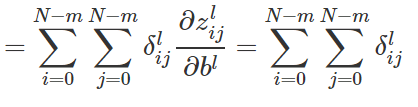 $= \sum_{i=0}^{N-m} \sum_{j=0}^{N-m} \delta_{ij}^{l} \frac{\partial z_{ij}^{l}}{\partial b^{l}} = \sum_{i=0}^{N-m} \sum_{j=0}^{N-m} \delta_{ij}^{l}$